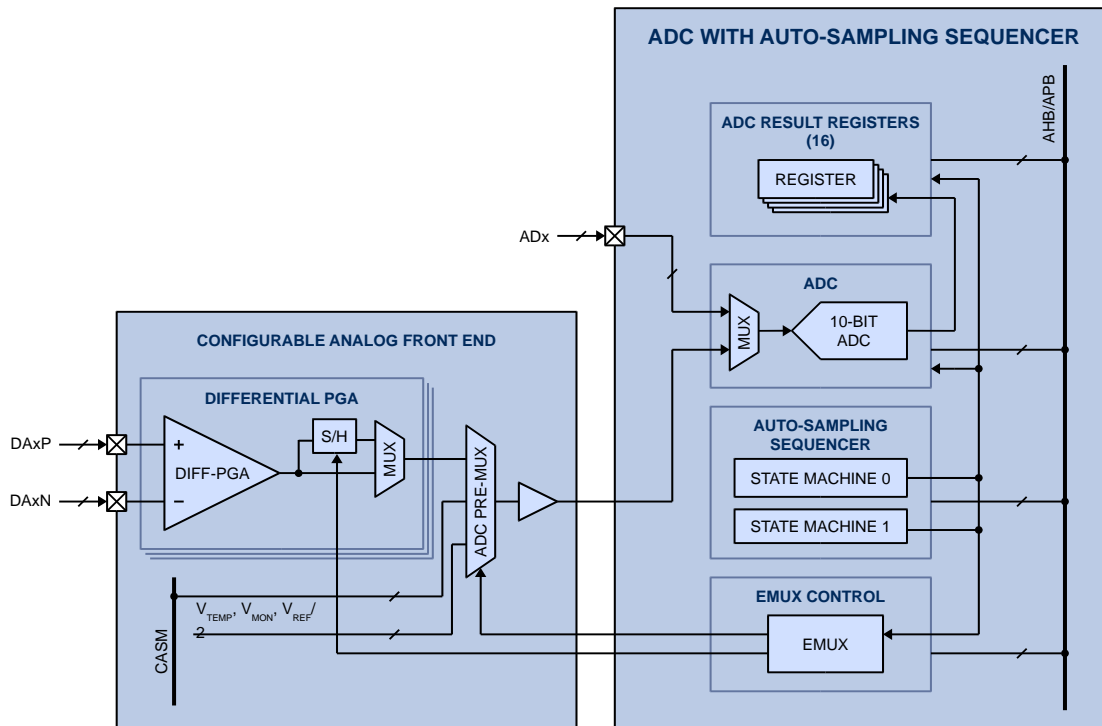 ADC WITH AUTO-SAMPLING SEQUENCER
AHB/APB
ADC RESULT REGISTERS
(16)
REGISTER
ADx
ADC
MUX
10-BIT
ADC
CONFIGURABLE ANALOG FRONT END
DIFFERENTIAL PGA
DAxP
+
S/H
MUX
DIFF-PGA
DAxN
−
ADC PRE-MUX
AUTO-SAMPLING
SEQUENCER
STATE MACHINE 0
STATE MACHINE 1
CASM
V_TEMP, V_MON, V_REF/
2
EMUX CONTROL
EMUX